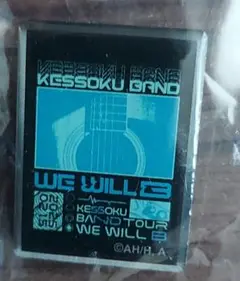 KESSOKU BAND
KESSOKU BAND
WE WILL B
KESSOKU
BAND TOUR
WE WILL B
©AH/H, A